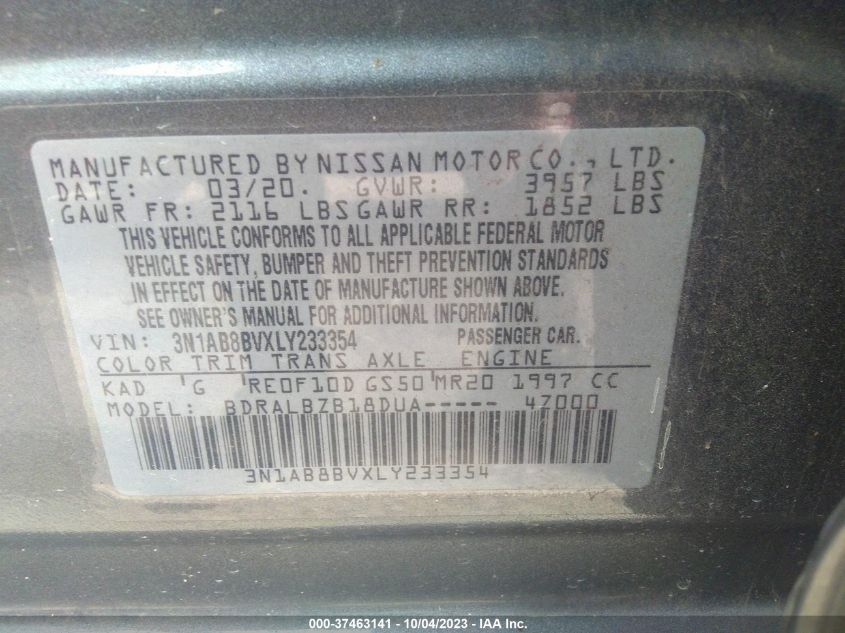 MANUFACTURED BY NISSAN MOTOR CO., LTD.
DATE: 03/20. GVWR: 3957 LBS
GAWR FR: 2116 LBS GAWR RR: 1852 LBS
THIS VEHICLE CONFORMS TO ALL APPLICABLE FEDERAL MOTOR
VEHICLE SAFETY, BUMPER AND THEFT PREVENTION STANDARDS
IN EFFECT ON THE DATE OF MANUFACTURE SHOWN ABOVE.
SEE OWNER'S MANUAL FOR ADDITIONAL INFORMATION.
VIN: 3N1AB8BVXLY233354 PASSENGER CAR.
COLOR TRIM TRANS AXLE ENGINE
KAD G RE0F10D GS50 MR20 1997 CC
MODEL: BDRALBZB18DUA----- 47000
3N1AB8BVXLY233354
000-37463141 - 10/04/2023 - IAA Inc.